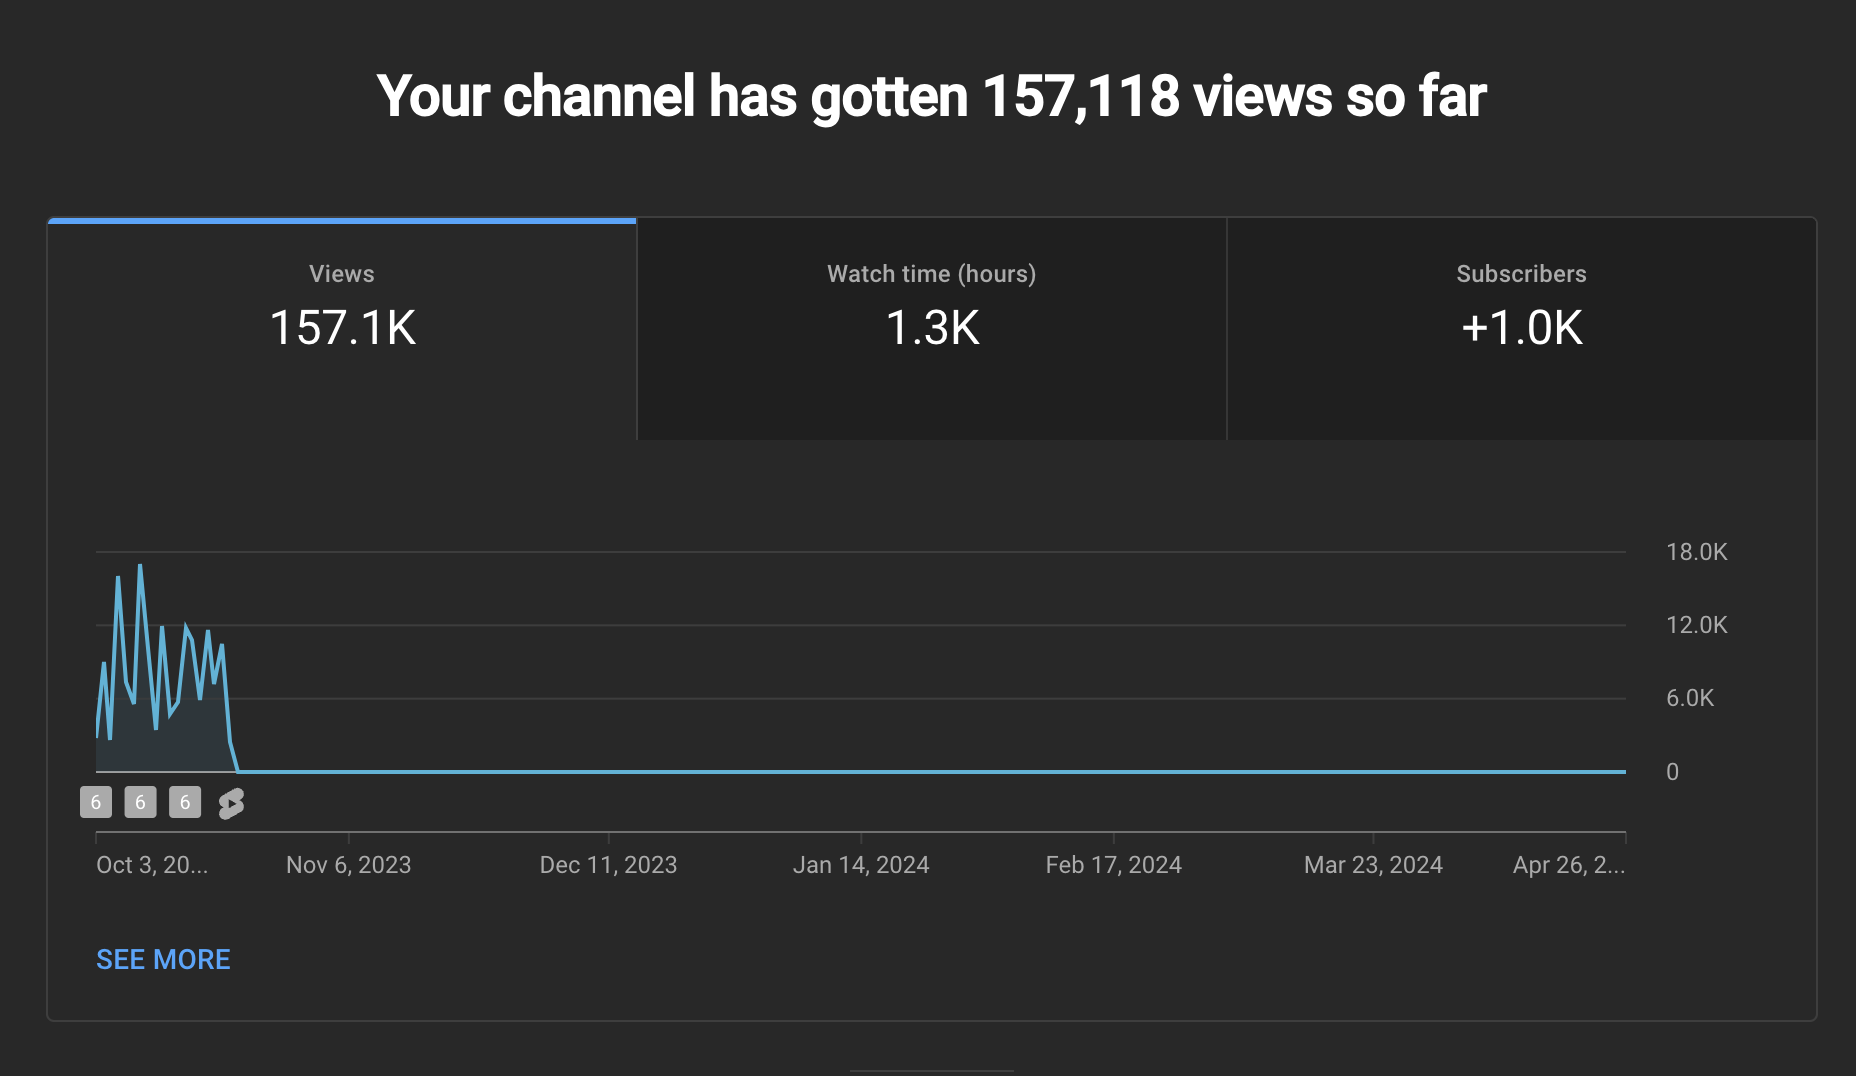 Your channel has gotten 157,118 views so far
Views
157.1K
Watch time (hours)
1.3K
Subscribers
+1.0K
18.0K
12.0K
6.0K
0
6 6 6
Oct 3, 20... Nov 6, 2023 Dec 11, 2023 Jan 14, 2024 Feb 17, 2024 Mar 23, 2024 Apr 26, 2...
SEE MORE